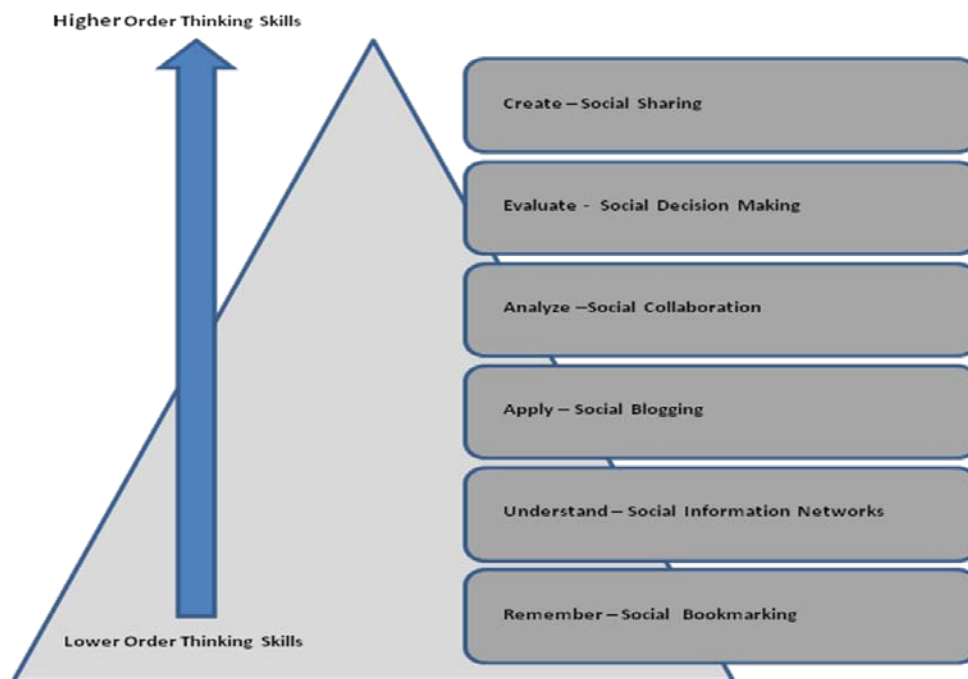 Higher Order Thinking Skills
Create – Social Sharing
Evaluate - Social Decision Making
Analyze –Social Collaboration
Apply – Social Blogging
Understand – Social Information Networks
Remember – Social Bookmarking
Lower Order Thinking Skills